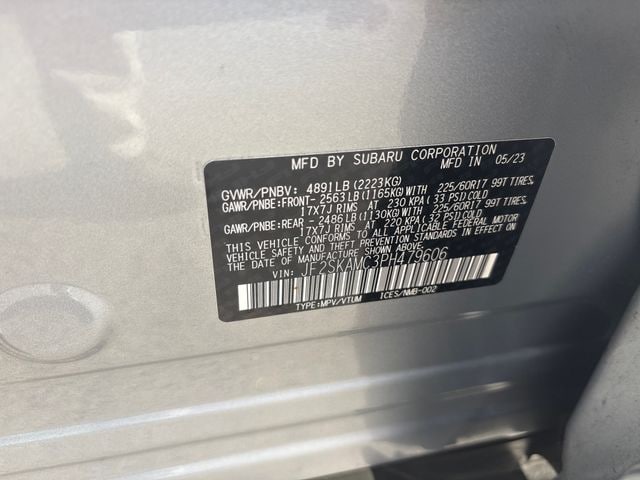 MFD BY SUBARU CORPORATION
MFD IN 05/23
GVWR/PNBV: 4891LB(2223KG)
GAWR/PNBE:FRONT- 2563LB(1165KG)WITH 225/60R17 99T TIRES,
17X7J RIMS AT 230 KPA(33 PSI)COLD
GAWR/PNBE:REAR - 2486LB(1130KG)WITH 225/60R17 99T TIRES,
17X7J RIMS AT 220 KPA(32 PSI)COLD
THIS VEHICLE CONFORMS TO ALL APPLICABLE FEDERAL MOTOR
VEHICLE SAFETY AND THEFT PREVENTION STANDARDS IN EFFECT
ON THE DATE OF MANUFACTURE SHOWN ABOVE.
VIN: JF2SKAMC3PH479606
TYPE:MPV/VTUM ICES/NMB-002